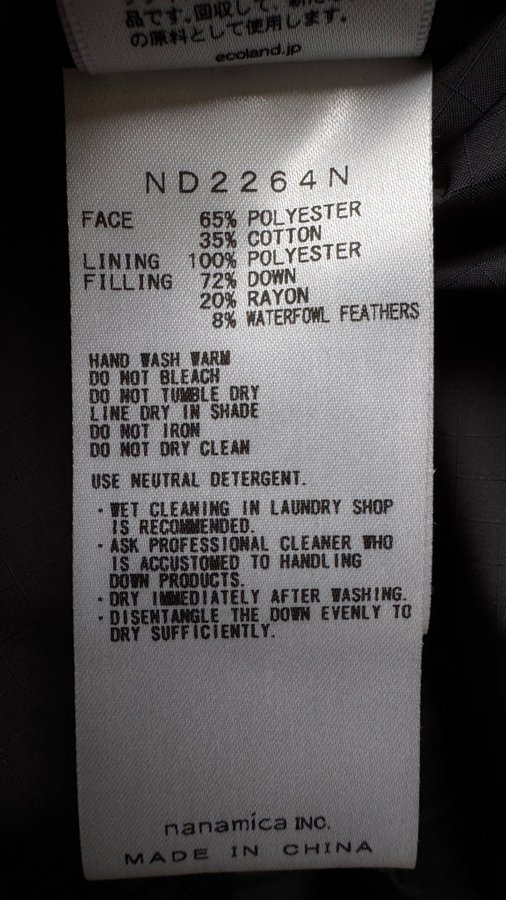 品です。回収して、
の原料として使用します。
ecoland.jp
ND2264N
FACE 65% POLYESTER
35% COTTON
LINING 100% POLYESTER
FILLING 72% DOWN
20% RAYON
8% WATERFOWL FEATHERS
HAND WASH WARM
DO NOT BLEACH
DO NOT TUMBLE DRY
LINE DRY IN SHADE
DO NOT IRON
DO NOT DRY CLEAN
USE NEUTRAL DETERGENT.
・WET CLEANING IN LAUNDRY SHOP
IS RECOMMENDED.
・ASK PROFESSIONAL CLEANER WHO
IS ACCUSTOMED TO HANDLING
DOWN PRODUCTS.
・DRY IMMEDIATELY AFTER WASHING.
・DISENTANGLE THE DOWN EVENLY TO
DRY SUFFICIENTLY.
nanamica INC.
MADE IN CHINA